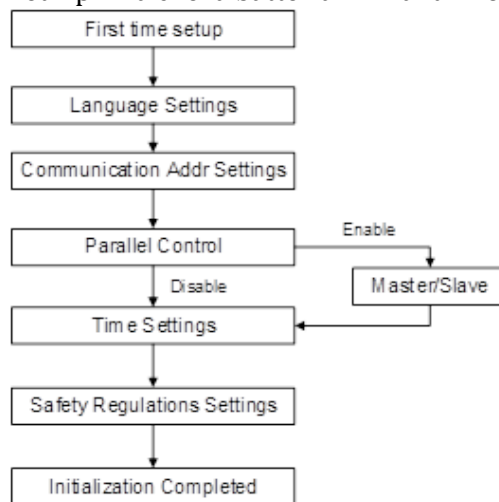 First time setup
Language Settings
Communication Addr Settings
Parallel Control
Enable
Disable
Master/Slave
Time Settings
Safety Regulations Settings
Initialization Completed